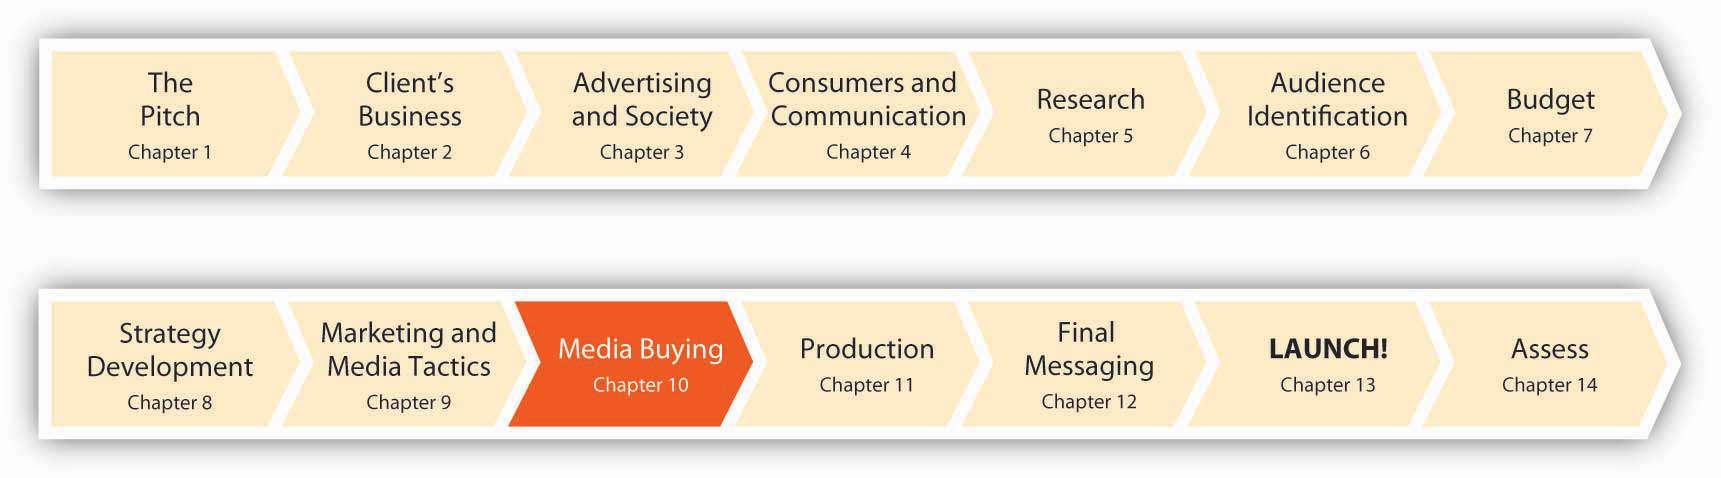 The
Pitch
Chapter 1
Client’s
Business
Chapter 2
Advertising
and Society
Chapter 3
Consumers and
Communication
Chapter 4
Research
Chapter 5
Audience
Identification
Chapter 6
Budget
Chapter 7
Strategy
Development
Chapter 8
Marketing and
Media Tactics
Chapter 9
Media Buying
Chapter 10
Production
Chapter 11
Final
Messaging
Chapter 12
LAUNCH!
Chapter 13
Assess
Chapter 14